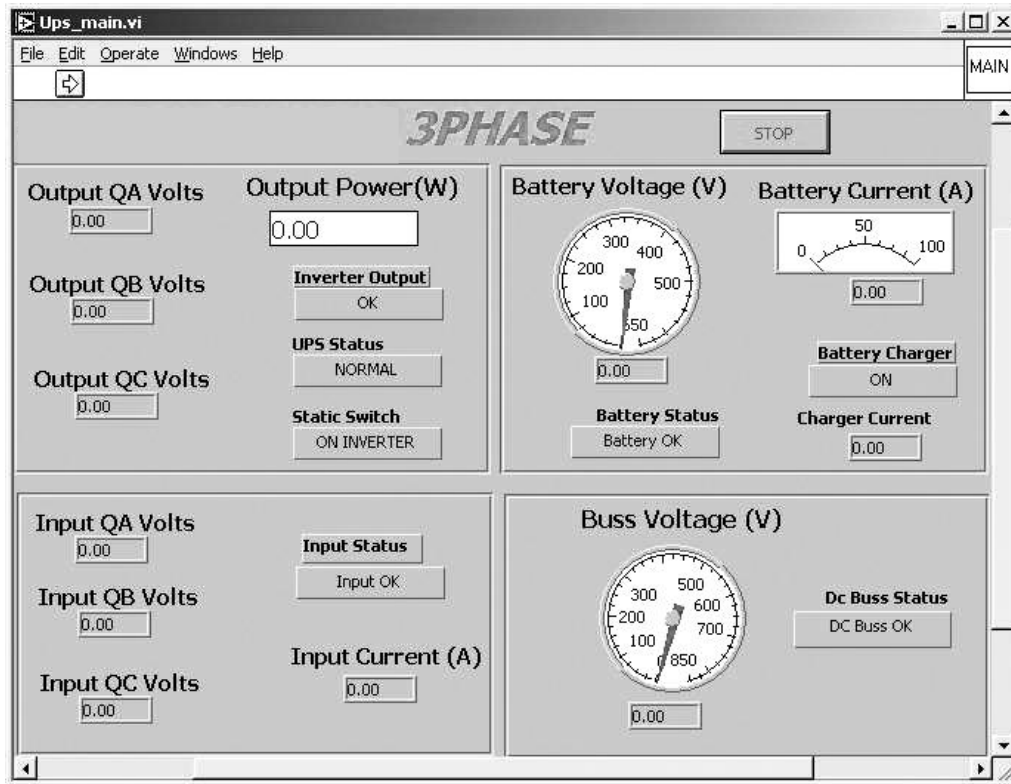 Ups_main.vi
File Edit Operate Windows Help
MAIN
3PHASE
STOP
Output QA Volts
0.00
Output Power(W)
0.00
Output QB Volts
0.00
Inverter Output
OK
UPS Status
NORMAL
Output QC Volts
0.00
Static Switch
ON INVERTER
Battery Voltage (V)
300 400
200 500
100 650
0.00
Battery Current (A)
50
0 100
0.00
Battery Charger
ON
Battery Status
Battery OK
Charger Current
0.00
Input QA Volts
0.00
Input Status
Input OK
Input QB Volts
0.00
Input Current (A)
0.00
Input QC Volts
0.00
Buss Voltage (V)
500
300 600
200 700
100
0 850
0.00
Dc Buss Status
DC Buss OK